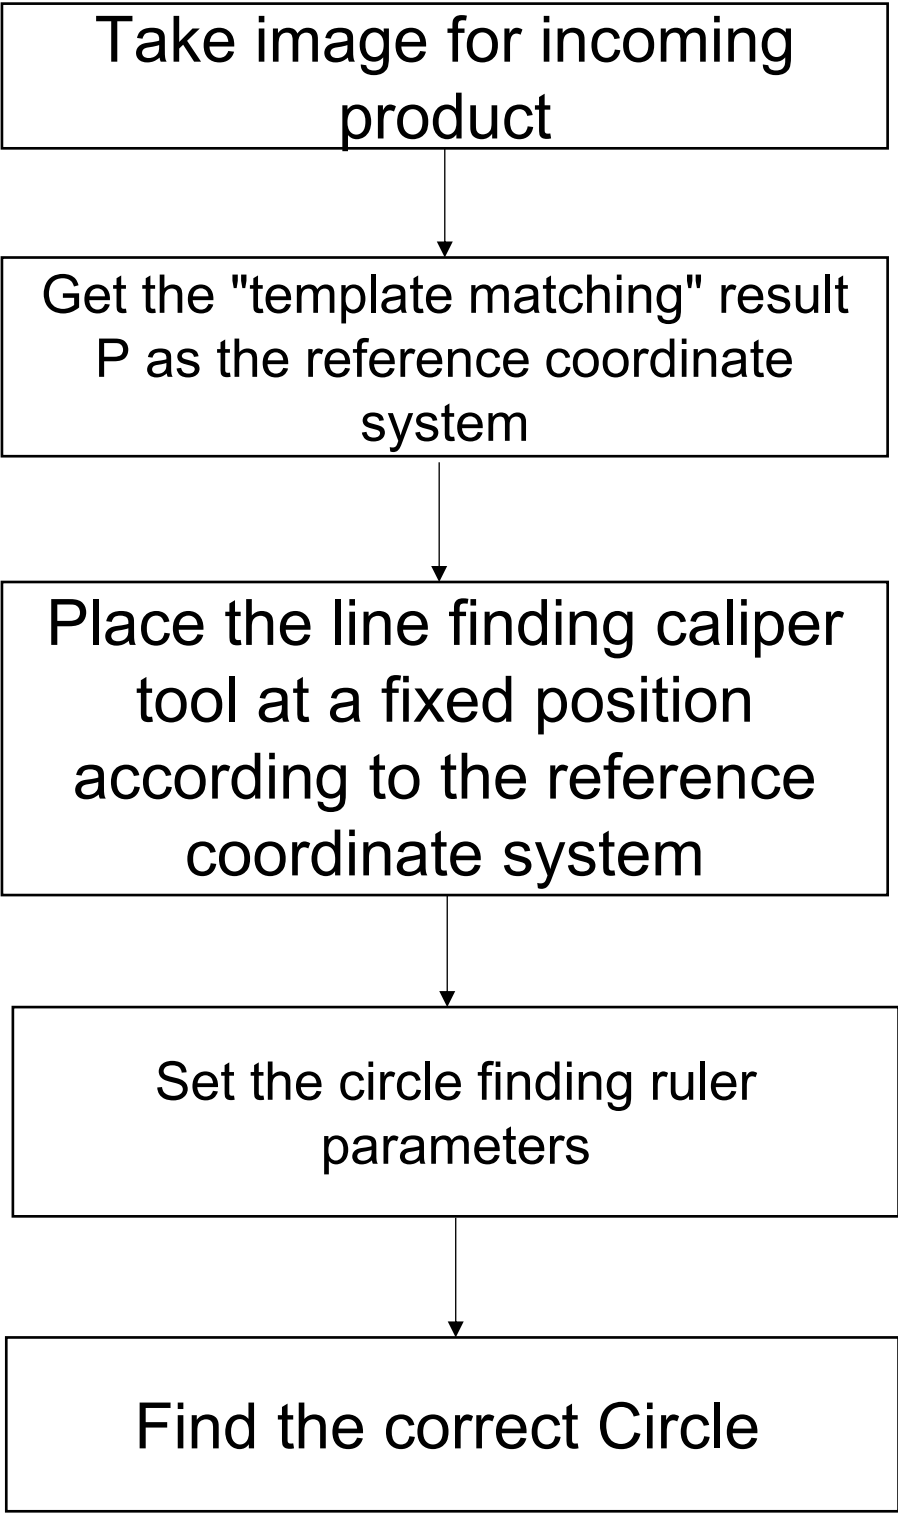 Take image for incoming
product
Get the "template matching" result
P as the reference coordinate
system
Place the line finding caliper
tool at a fixed position
according to the reference
coordinate system
Set the circle finding ruler
parameters
Find the correct Circle